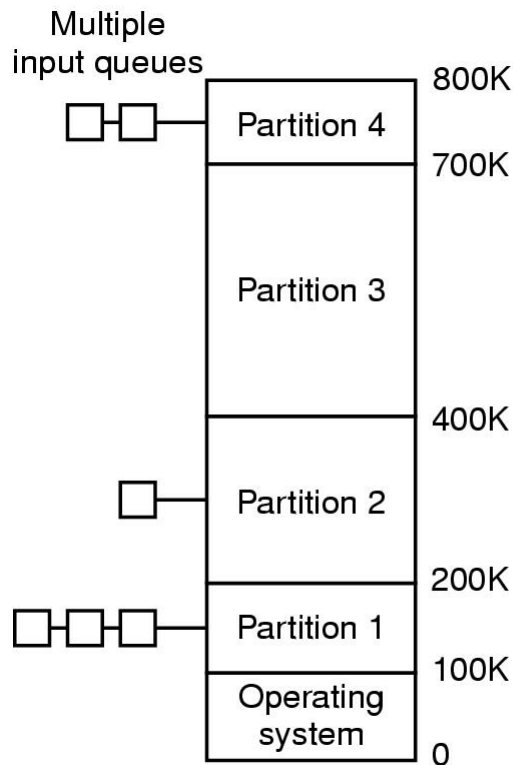 Multiple
input queues
800K
Partition 4
700K
Partition 3
400K
Partition 2
200K
Partition 1
100K
Operating
system
0